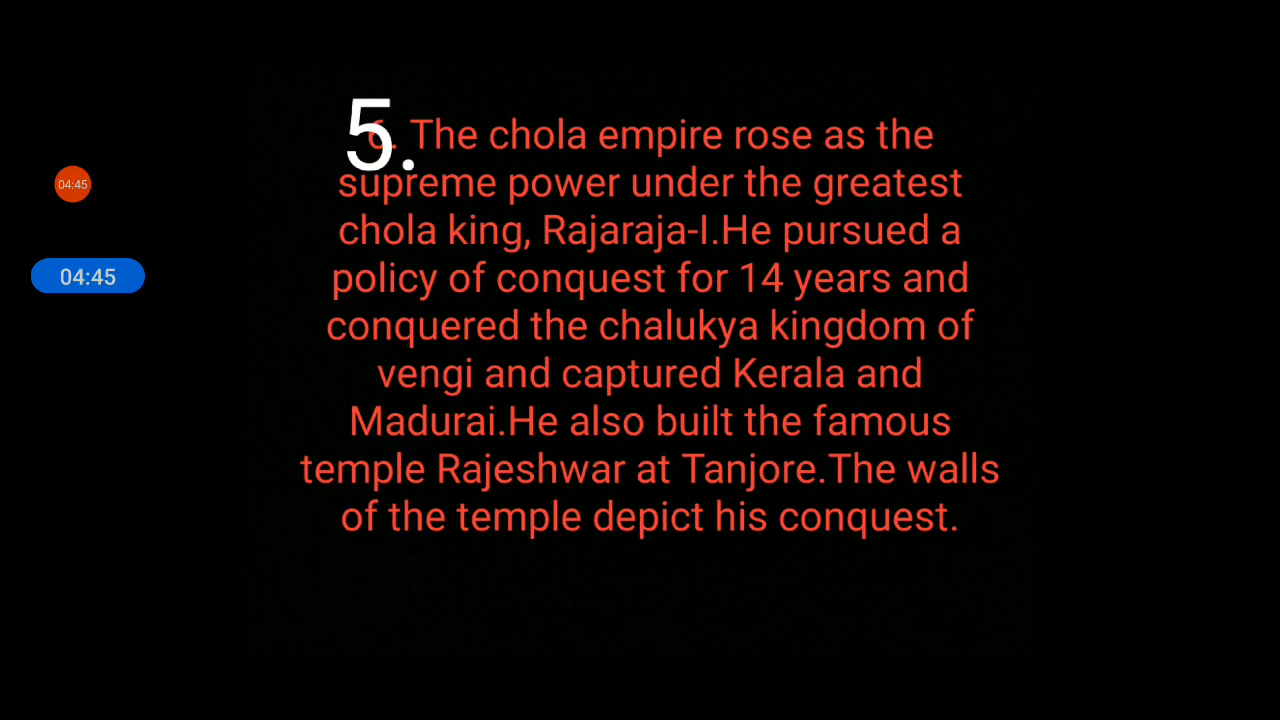 5.
6. The chola empire rose as the
supreme power under the greatest
chola king, Rajaraja-I.He pursued a
policy of conquest for 14 years and
conquered the chalukya kingdom of
vengi and captured Kerala and
Madurai.He also built the famous
temple Rajeshwar at Tanjore.The walls
of the temple depict his conquest.
04:45
04:45